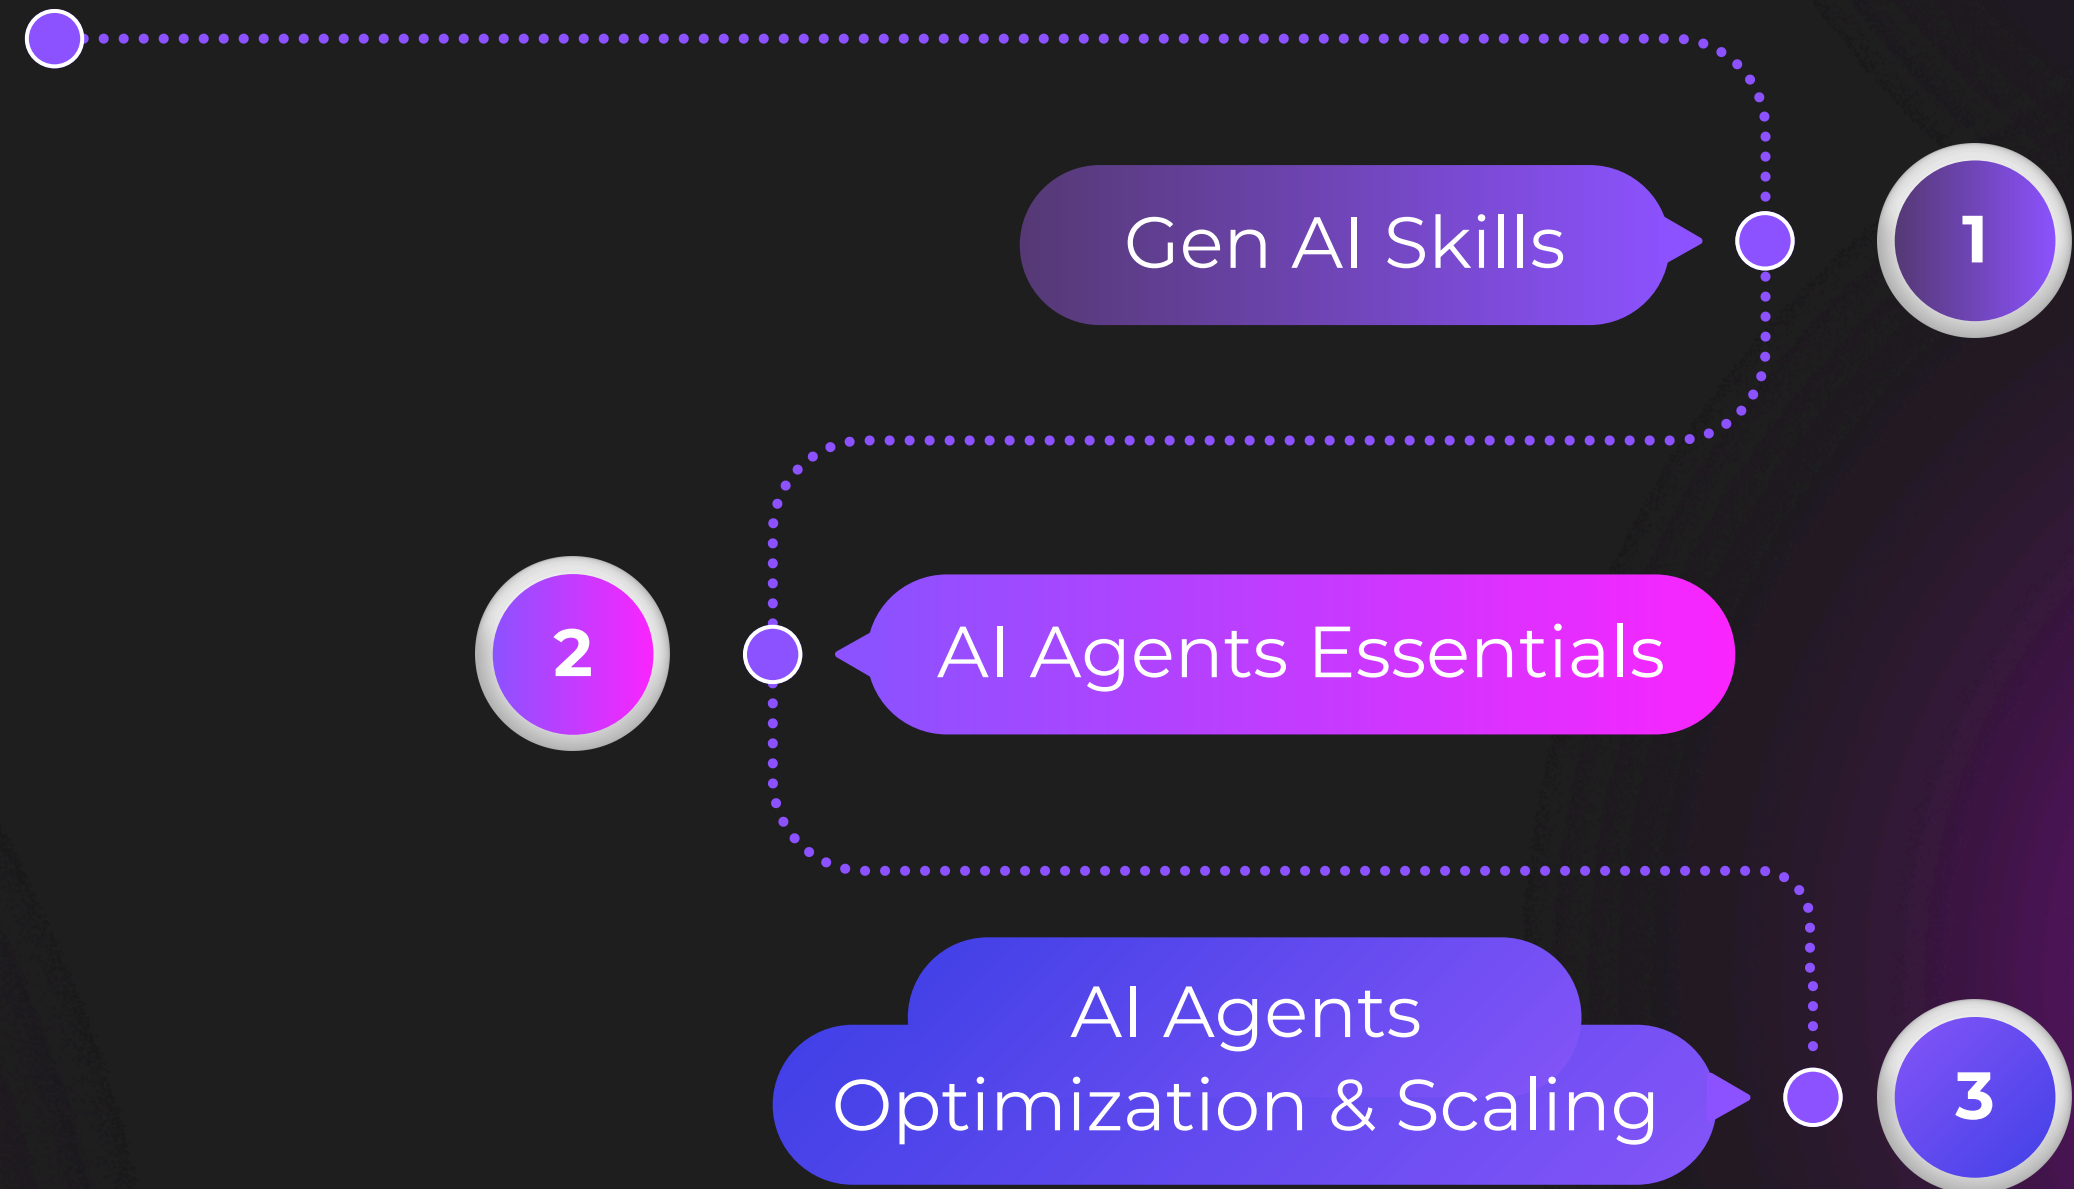 Gen AI Skills
1
2
AI Agents Essentials
AI Agents
Optimization & Scaling
3